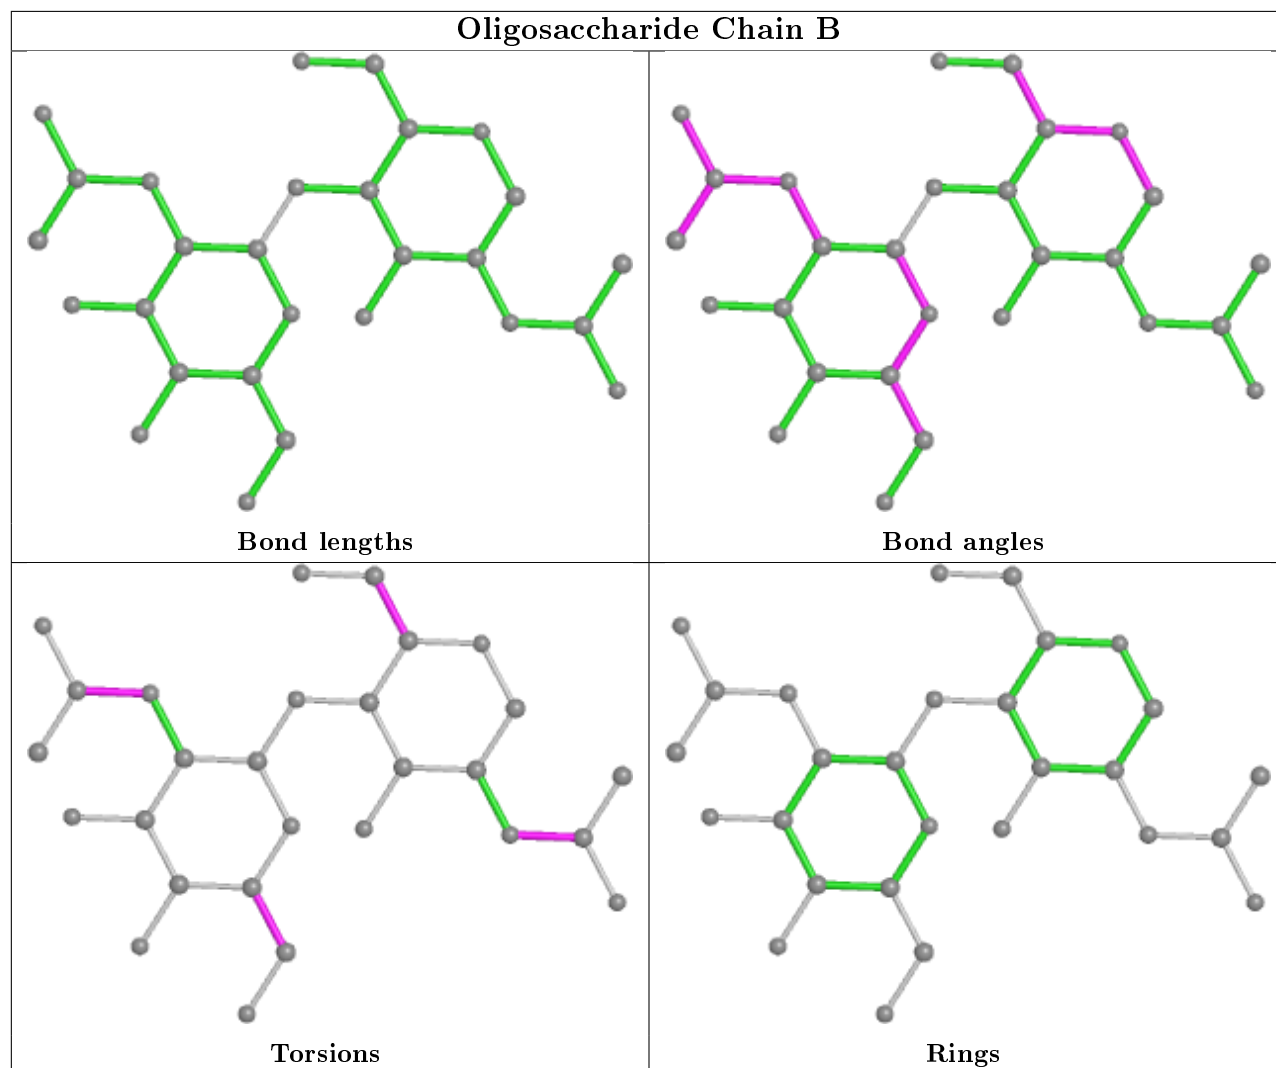 Oligosaccharide Chain B
Bond lengths
Bond angles
Torsions
Rings